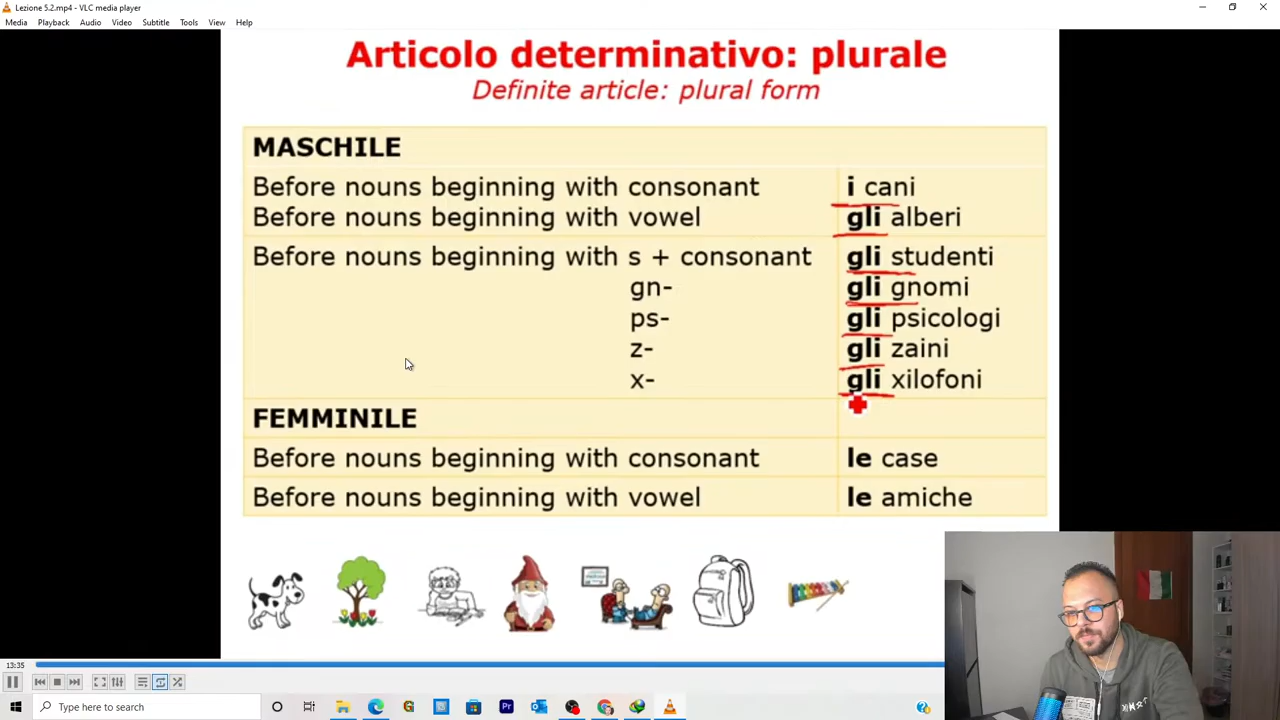 Lezione 5.2.mp4 - VLC media player
Media Playback Audio Video Subtitle Tools View Help
Articolo determinativo: plurale
Definite article: plural form
MASCHILE
Before nouns beginning with consonant i cani
Before nouns beginning with vowel gli alberi
Before nouns beginning with s + consonant gli studenti
gn- gli gnomi
ps- gli psicologi
z- gli zaini
x- gli xilofoni
FEMMINILE
Before nouns beginning with consonant le case
Before nouns beginning with vowel le amiche
13:35
Type here to search